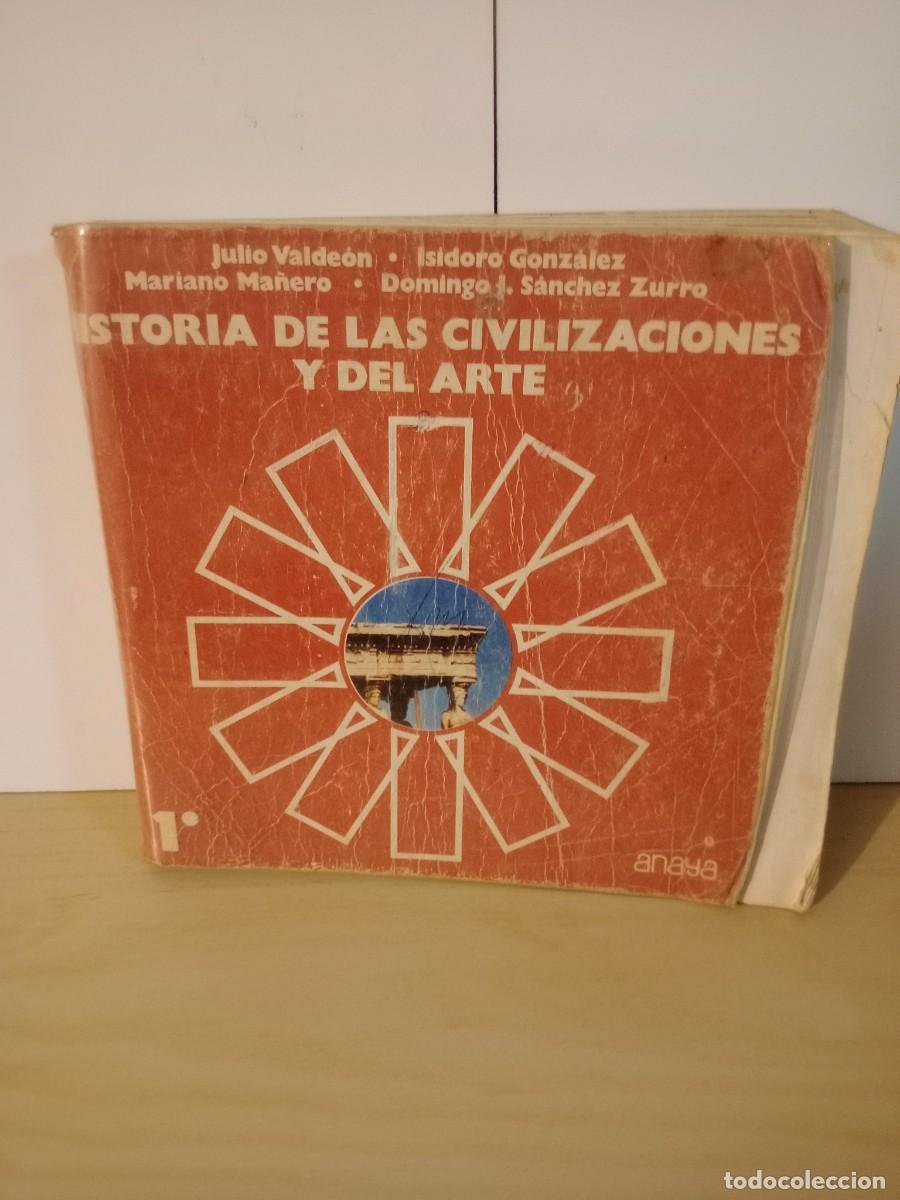 Julio Valdeón • Isidoro González
Mariano Mañero • Domingo J. Sánchez Zurro
ISTORIA DE LAS CIVILIZACIONES
Y DEL ARTE
1º
anaya
todocoleccion